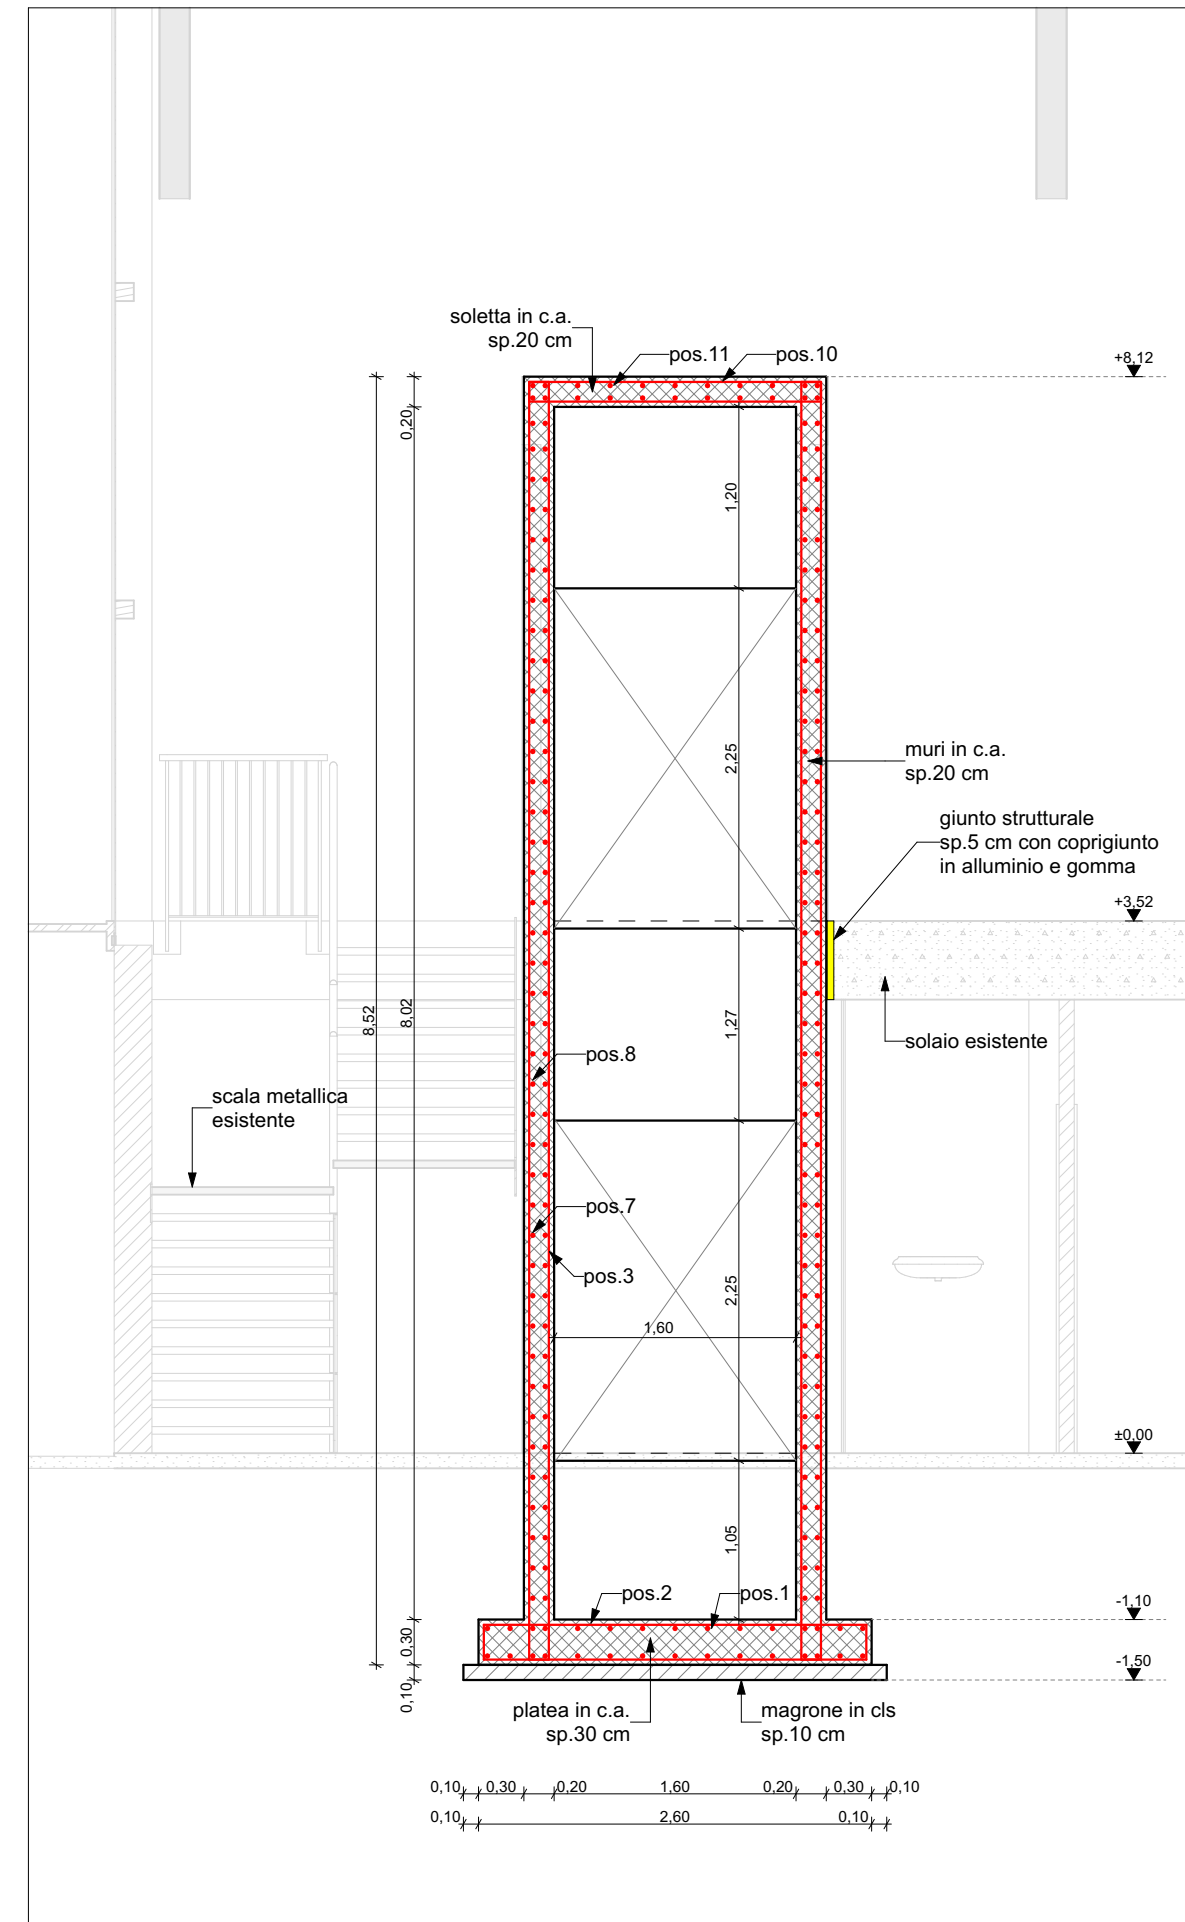 soletta in c.a.
sp.20 cm
pos.11
pos.10
+8,12
0,20
1,20
2,25
muri in c.a.
sp.20 cm
giunto strutturale
sp.5 cm con coprigiunto
in alluminio e gomma
+3,52
8,52
8,02
1,27
solaio esistente
pos.8
scala metallica
esistente
pos.7
pos.3
2,25
1,60
±0,00
1,05
pos.2
pos.1
-1,10
0,30
-1,50
0,10
platea in c.a.
sp.30 cm
magrone in cls
sp.10 cm
0,10 0,30 0,20 1,60 0,20 0,30 0,10
0,10 2,60 0,10